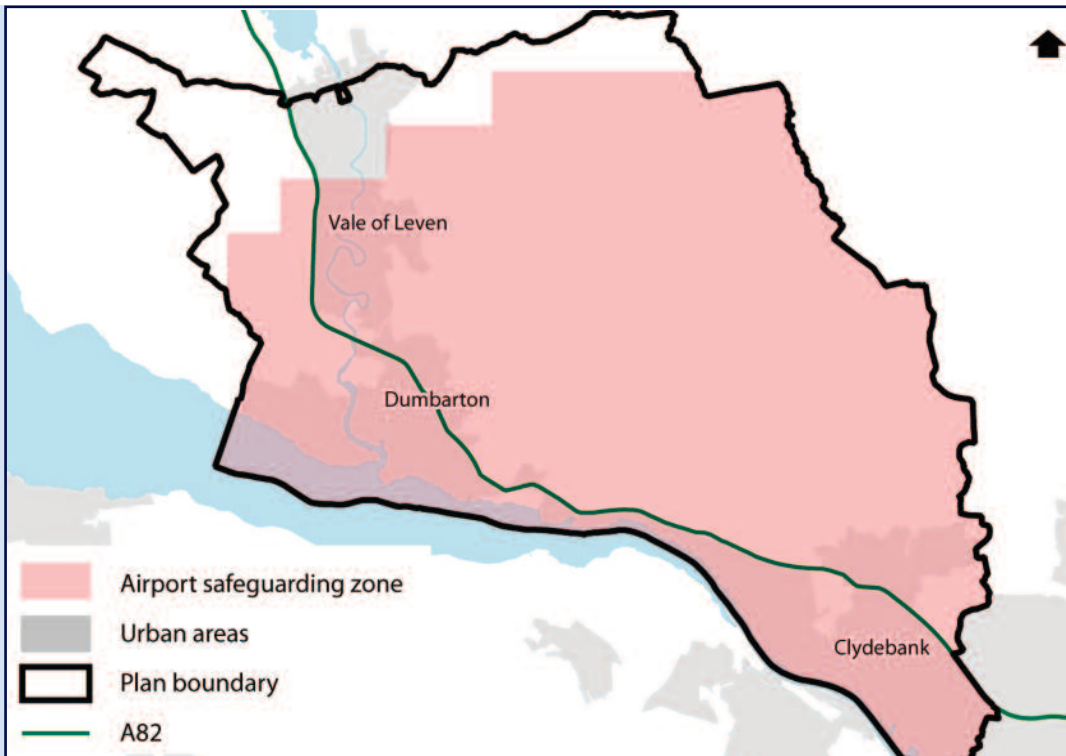 Vale of Leven
Dumbarton
Clydebank
Airport safeguarding zone
Urban areas
Plan boundary
A82